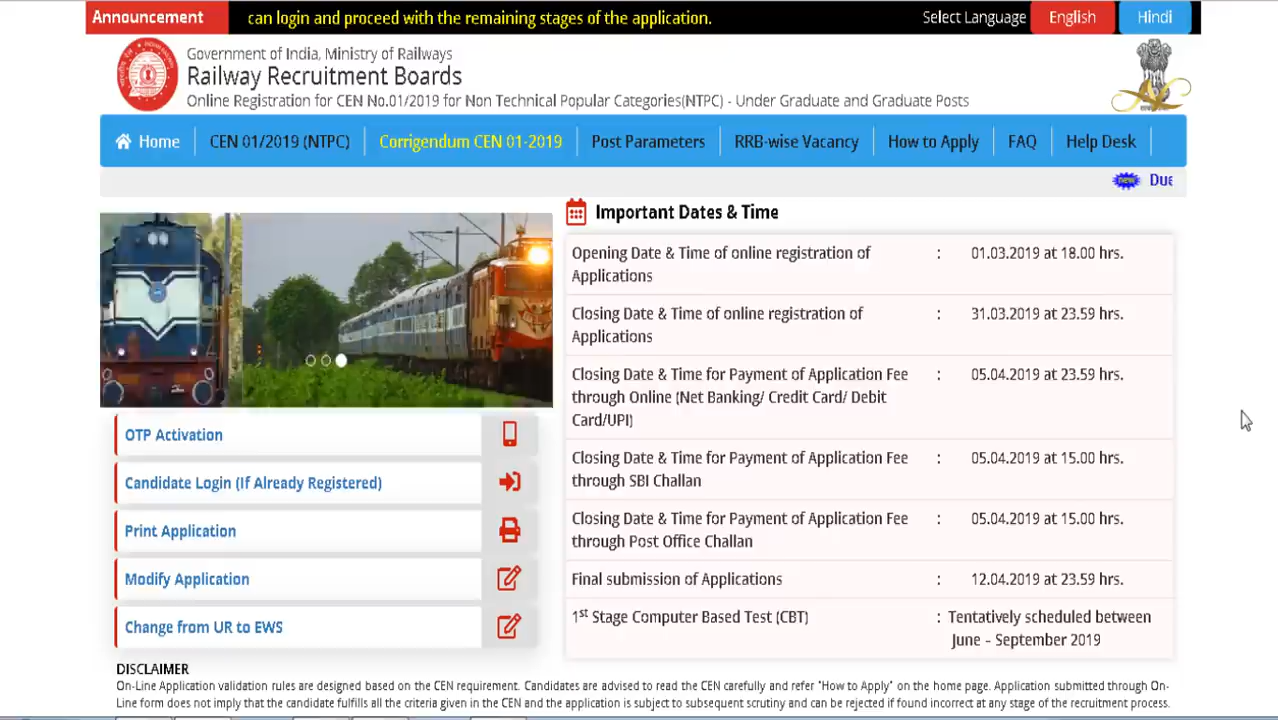 Announcement can login and proceed with the remaining stages of the application. Select Language English Hindi
Government of India, Ministry of Railways
Railway Recruitment Boards
Online Registration for CEN No.01/2019 for Non Technical Popular Categories(NTPC) - Under Graduate and Graduate Posts
Home CEN 01/2019 (NTPC) Corrigendum CEN 01-2019 Post Parameters RRB-wise Vacancy How to Apply FAQ Help Desk
Due
Important Dates & Time
Opening Date & Time of online registration of : 01.03.2019 at 18.00 hrs.
Applications
Closing Date & Time of online registration of : 31.03.2019 at 23.59 hrs.
Applications
Closing Date & Time for Payment of Application Fee : 05.04.2019 at 23.59 hrs.
through Online (Net Banking/ Credit Card/ Debit
Card/UPI)
Closing Date & Time for Payment of Application Fee : 05.04.2019 at 15.00 hrs.
through SBI Challan
Closing Date & Time for Payment of Application Fee : 05.04.2019 at 15.00 hrs.
through Post Office Challan
Final submission of Applications : 12.04.2019 at 23.59 hrs.
1st Stage Computer Based Test (CBT) : Tentatively scheduled between
June - September 2019
OTP Activation
Candidate Login (If Already Registered)
Print Application
Modify Application
Change from UR to EWS
DISCLAIMER
On-Line Application validation rules are designed based on the CEN requirement. Candidates are advised to read the CEN carefully and refer "How to Apply" on the home page. Application submitted through On-
Line form does not imply that the candidate fulfills all the criteria given in the CEN and the application is subject to subsequent scrutiny and can be rejected if found incorrect at any stage of the recruitment process.